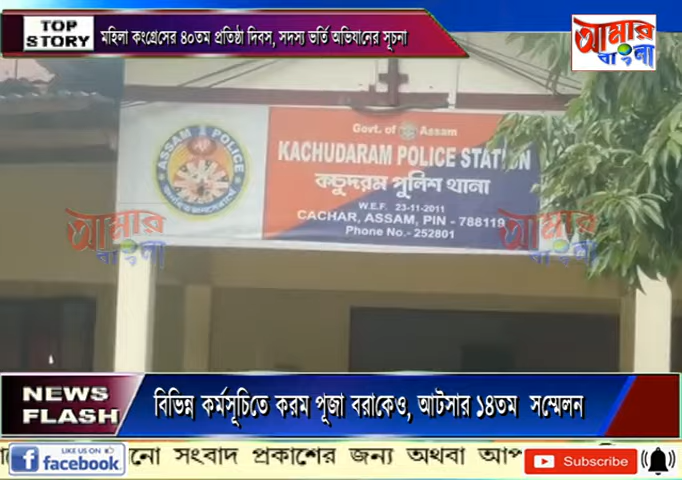 TOP STORY
মহিলা কংগ্রেসের ৪০তম প্রতিষ্ঠা দিবস, সদস্য ভর্তি অভিযানের সূচনা
আমার বাংলা
Govt. of Assam
ASSAM POLICE
KACHUDARAM POLICE STATION
কচুদরম পুলিশ থানা
W.E.F. 23-11-2011
CACHAR, ASSAM, PIN - 788119
Phone No.- 252801
আমার বাংলা
আমার বাংলা
NEWS FLASH
বিভিন্ন কর্মসূচিতে করম পূজা বরাকেও, আটসার ১৪তম সম্মেলন
LIKE US ON
facebook.
নো সংবাদ প্রকাশের জন্য অথবা আপ
Subscribe